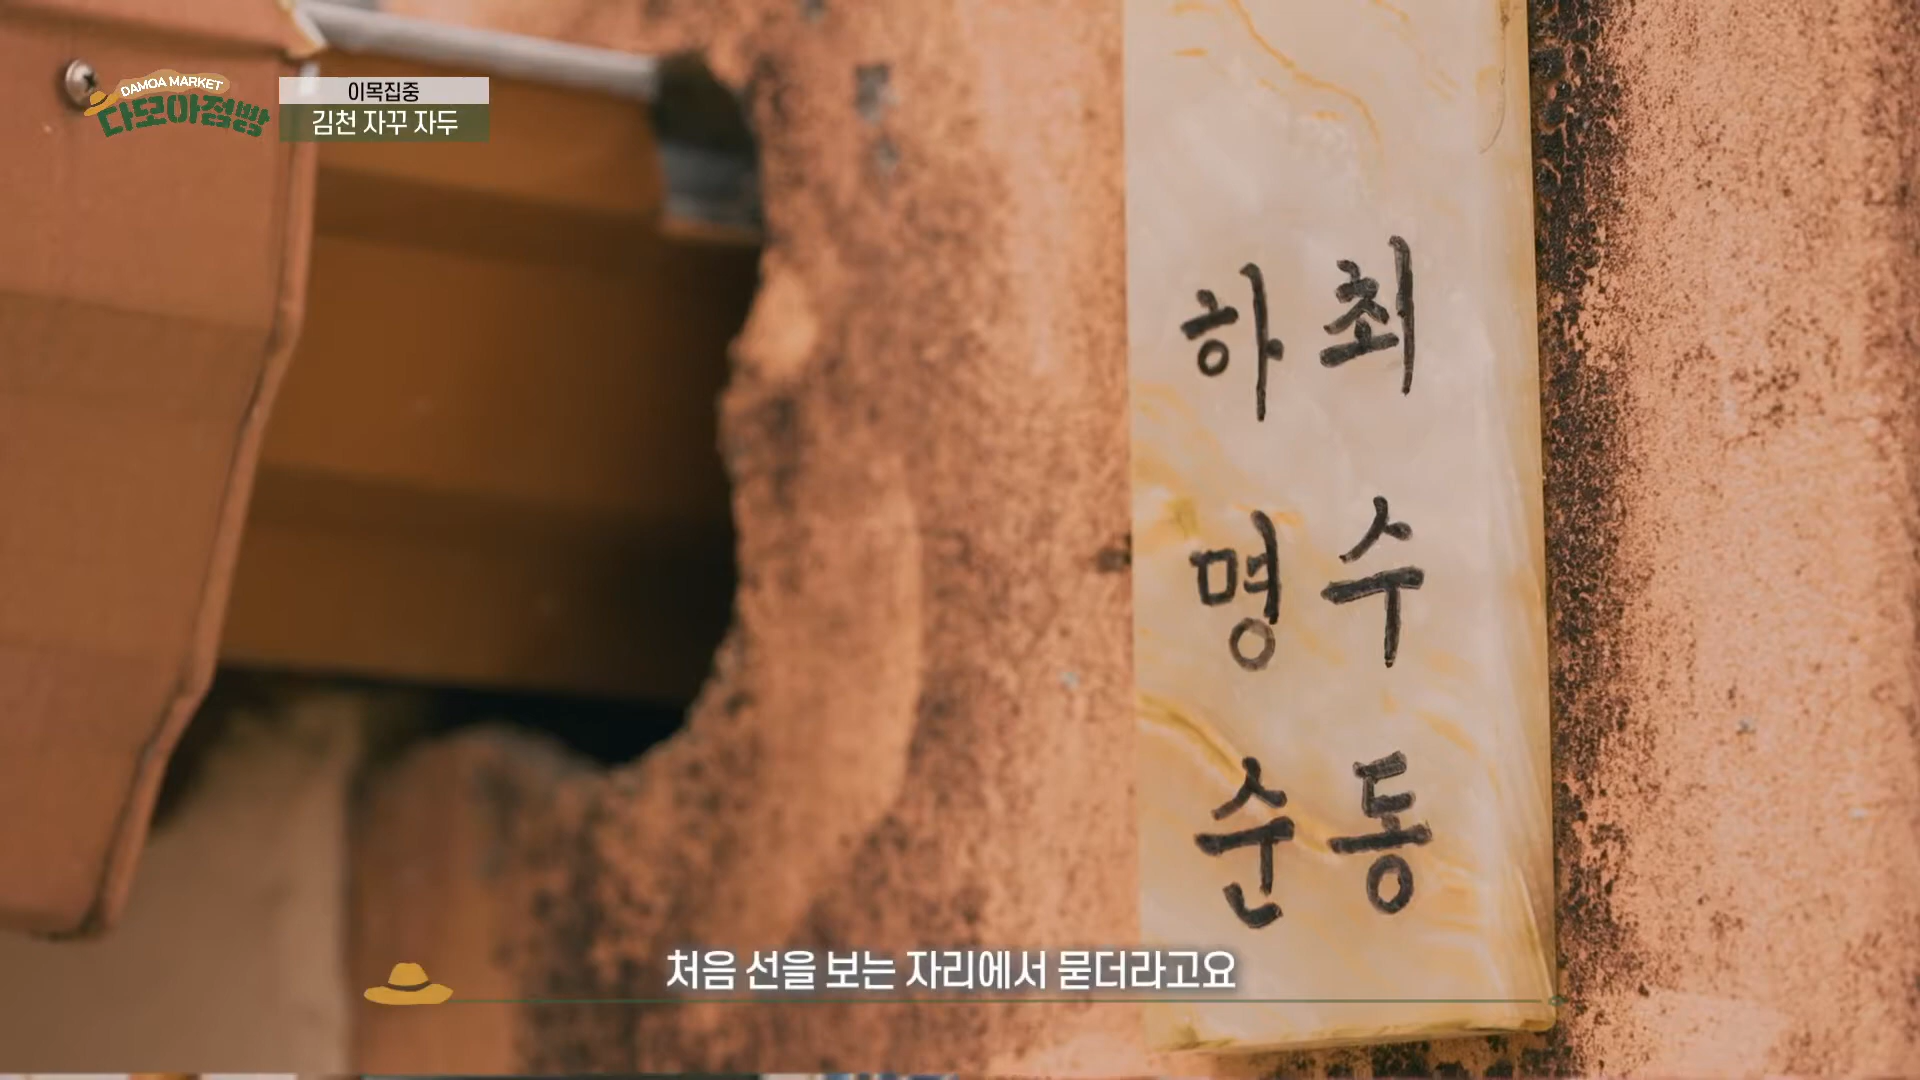 DAMOA MARKET
다모아점빵
이목집중
김천 자꾸 자두
최수동
하명순
처음 선을 보는 자리에서 묻더라고요